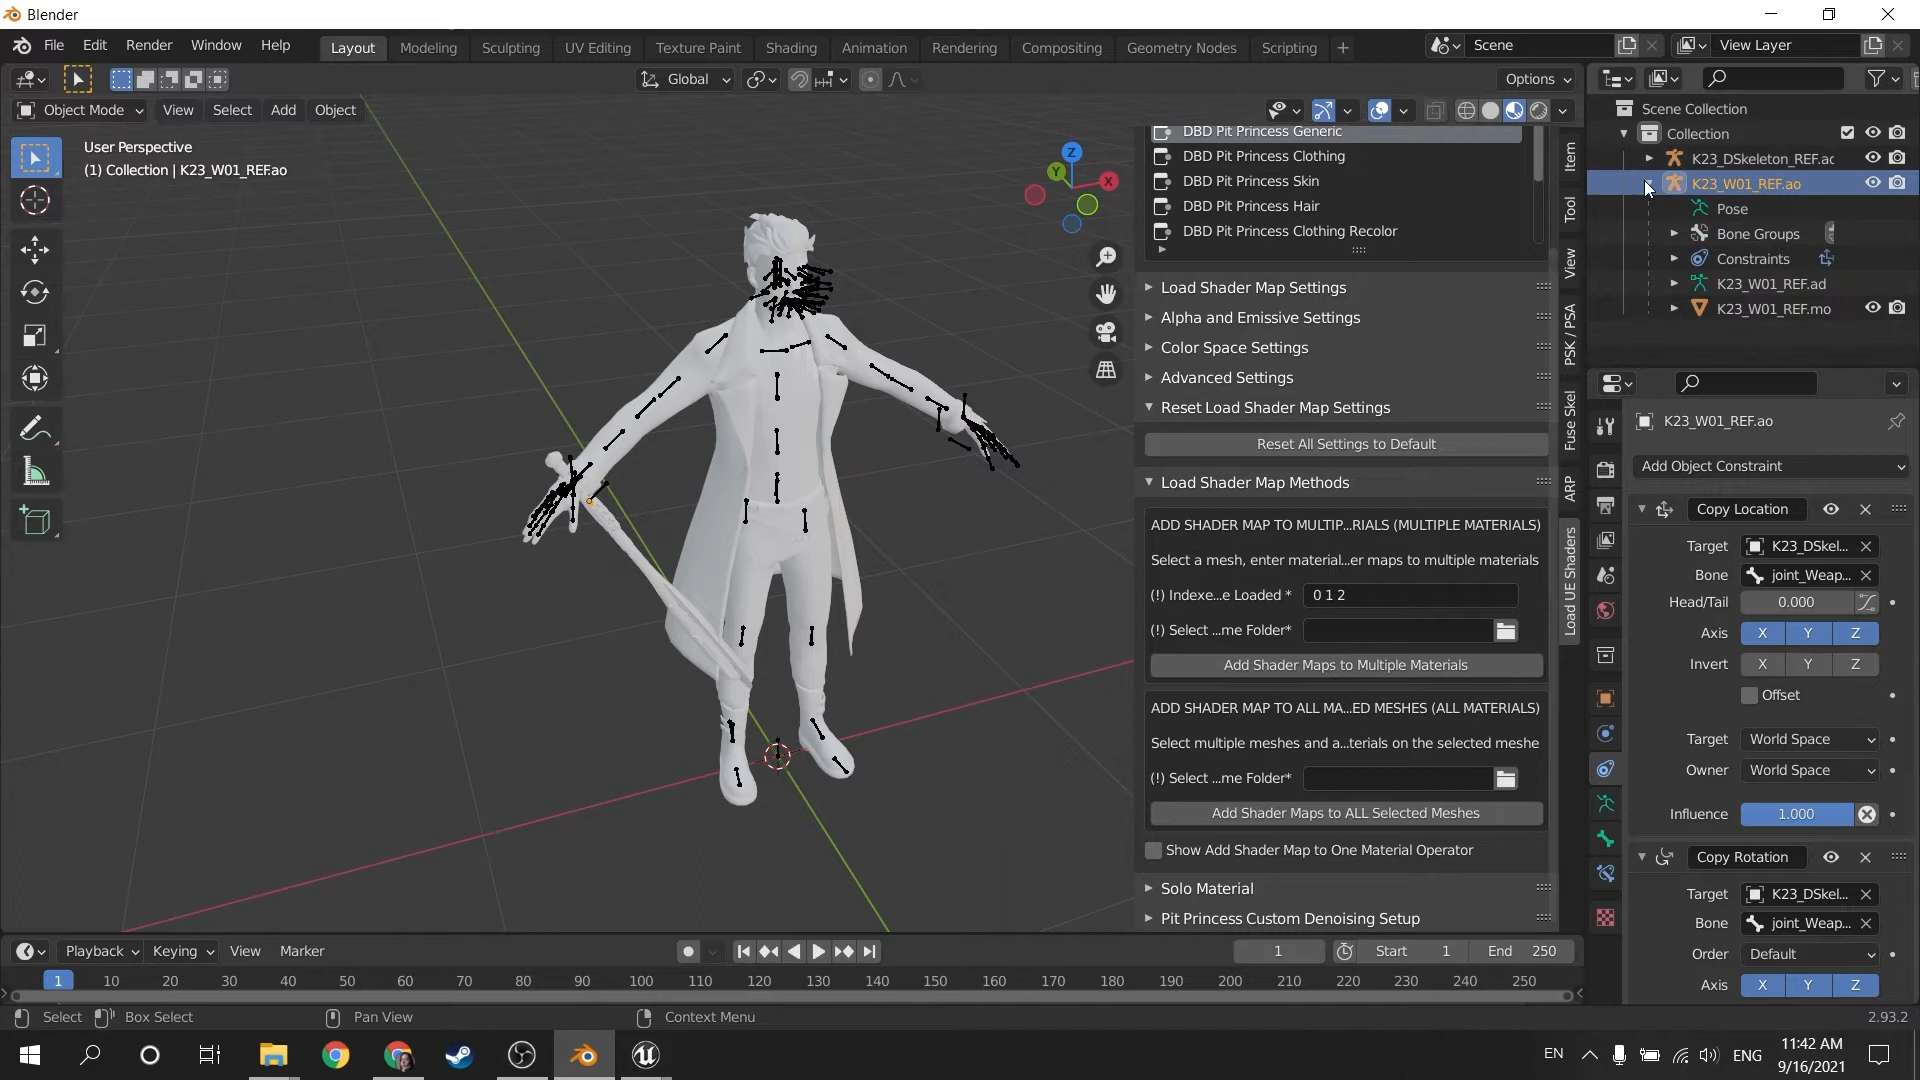 Blender
File Edit Render Window Help
Layout Modeling Sculpting UV Editing Texture Paint Shading Animation Rendering Compositing Geometry Nodes Scripting
Scene
View Layer
Global
Options
Object Mode View Select Add Object
User Perspective
(1) Collection | K23_W01_REF.ao
Z
Y
X
DBD Pit Princess Generic
DBD Pit Princess Clothing
DBD Pit Princess Skin
DBD Pit Princess Hair
DBD Pit Princess Clothing Recolor
Load Shader Map Settings
Alpha and Emissive Settings
Color Space Settings
Advanced Settings
Reset Load Shader Map Settings
Reset All Settings to Default
Load Shader Map Methods
ADD SHADER MAP TO MULTIP...RIALS (MULTIPLE MATERIALS)
Select a mesh, enter material...er maps to multiple materials
(!) Indexe...e Loaded * 0 1 2
(!) Select ...me Folder*
Add Shader Maps to Multiple Materials
ADD SHADER MAP TO ALL MA...ED MESHES (ALL MATERIALS)
Select multiple meshes and a...terials on the selected meshe
(!) Select ...me Folder*
Add Shader Maps to ALL Selected Meshes
Show Add Shader Map to One Material Operator
Solo Material
Pit Princess Custom Denoising Setup
Item
Tool
View
PSK / PSA
Fuse Skel
ARP
Load UE Shaders
Scene Collection
Collection
K23_DSkeleton_REF.ac
K23_W01_REF.ao
Pose
Bone Groups
Constraints
K23_W01_REF.ad
K23_W01_REF.mo
K23_W01_REF.ao
Add Object Constraint
Copy Location
Target K23_DSkel...
Bone joint_Weap...
Head/Tail 0.000
Axis X Y Z
Invert X Y Z
Offset
Target World Space
Owner World Space
Influence 1.000
Copy Rotation
Target K23_DSkel...
Bone joint_Weap...
Order Default
Axis X Y Z
Playback Keying View Marker
1 Start 1 End 250
1 10 20 30 40 50 60 70 80 90 100 110 120 130 140 150 160 170 180 190 200 210 220 230 240 250
Select Box Select Pan View Context Menu
2.93.2
EN
ENG
11:42 AM
9/16/2021